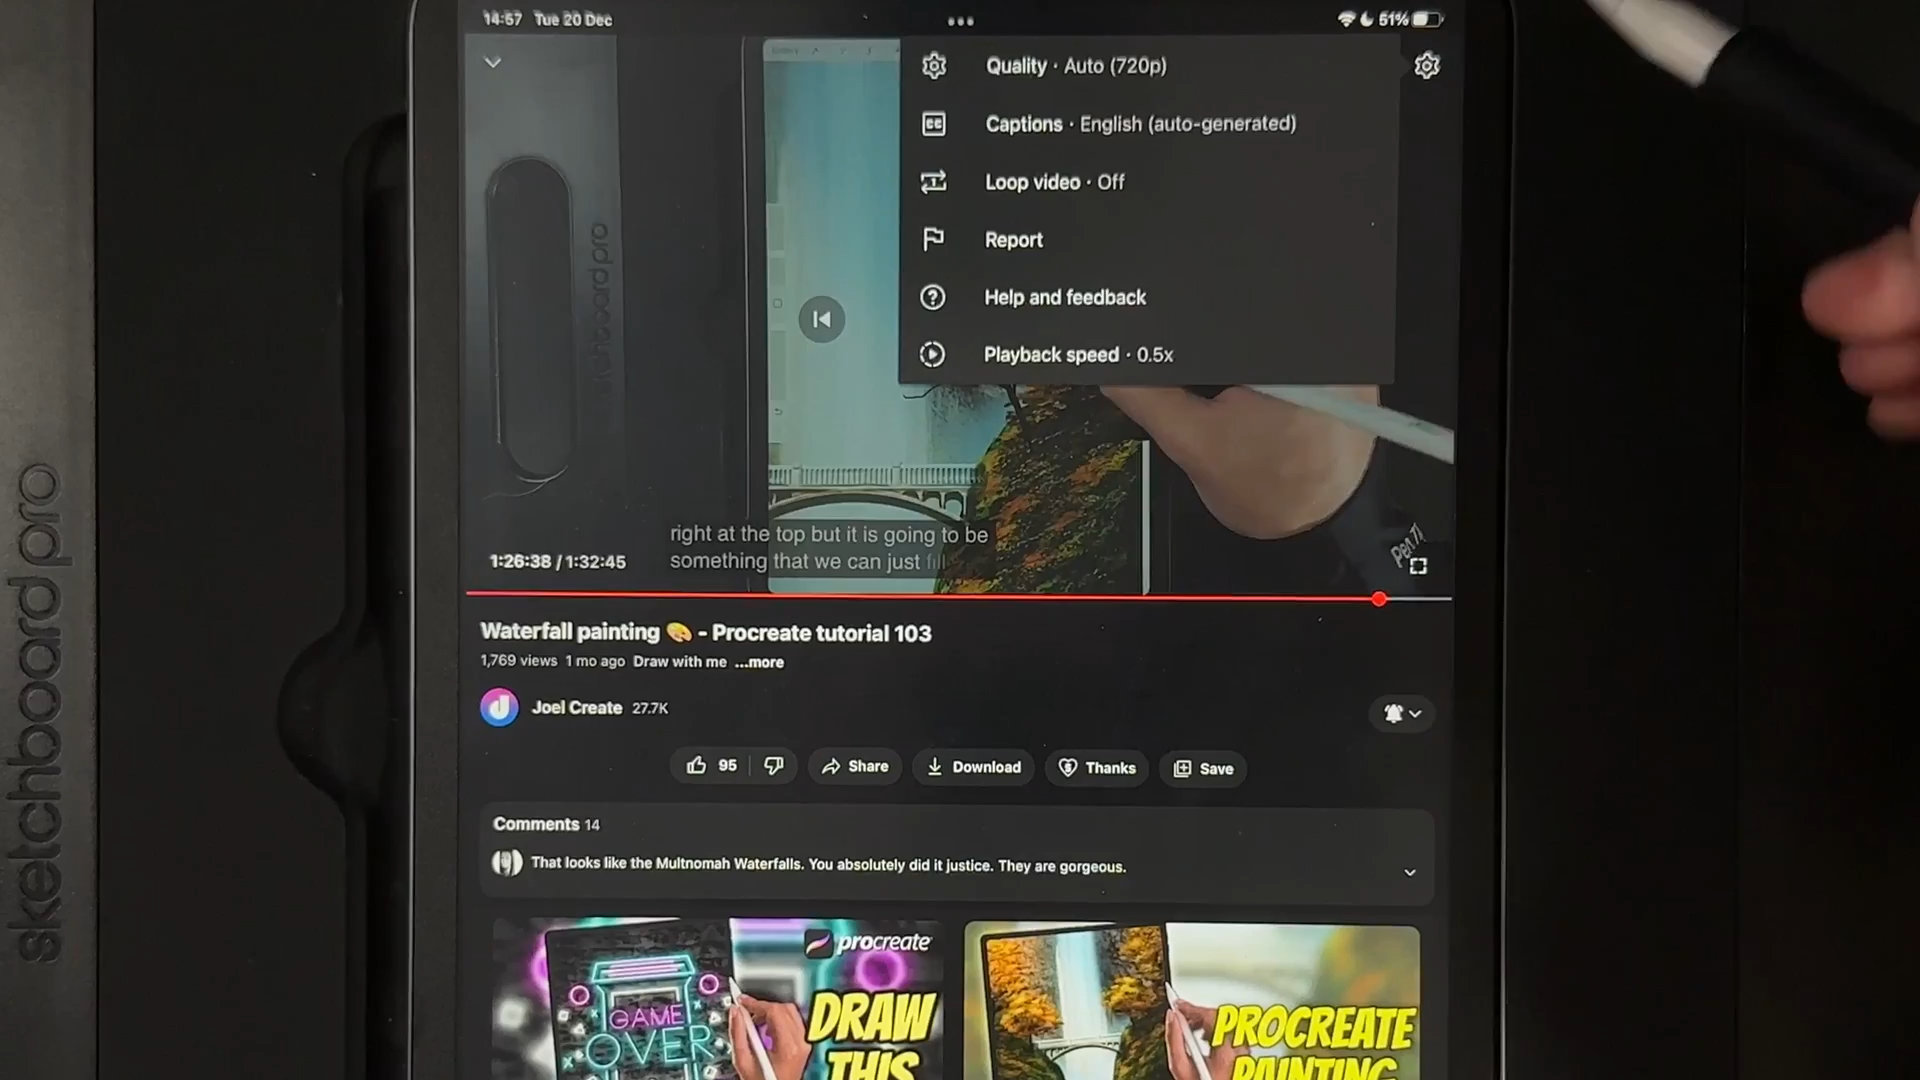 14:57 Tue 20 Dec
51%
Quality · Auto (720p)
Captions · English (auto-generated)
Loop video · Off
Report
Help and feedback
Playback speed · 0.5x
sketchboard pro
right at the top but it is going to be
something that we can just fill
1:26:38 / 1:32:45
Waterfall painting 🎨 - Procreate tutorial 103
1,769 views 1 mo ago Draw with me ...more
Joel Create 27.7K
95
Share
Download
Thanks
Save
Comments 14
That looks like the Multnomah Waterfalls. You absolutely did it justice. They are gorgeous.
procreate
GAME
OVER
DRAW
THIS
PROCREATE
PAINTING
sketchboard pro